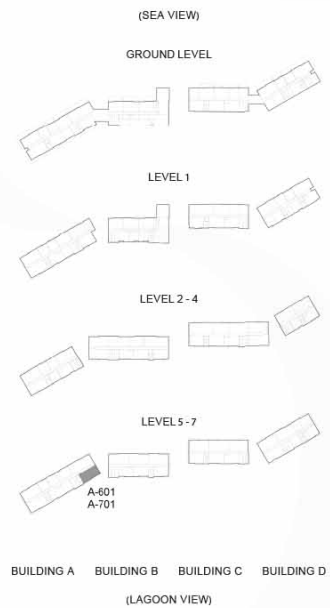 (SEA VIEW)
GROUND LEVEL
LEVEL 1
LEVEL 2 - 4
LEVEL 5 - 7
A-601
A-701
BUILDING A BUILDING B BUILDING C BUILDING D
(LAGOON VIEW)